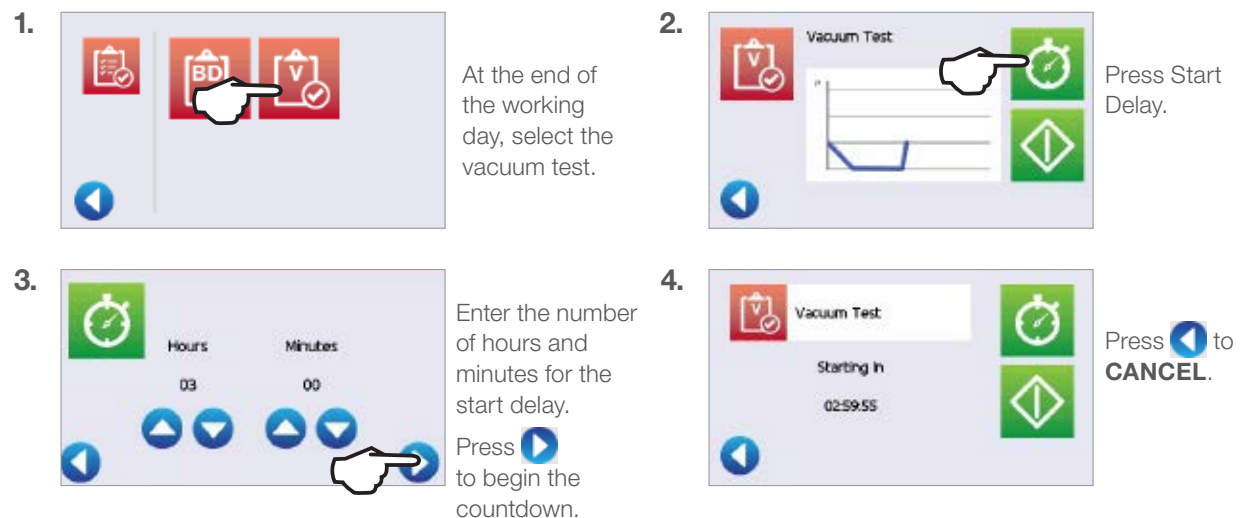 1.
BD
V
At the end of
the working
day, select the
vacuum test.
2.
V
Vacuum Test
P
Press Start
Delay.
3.
Hours
Minutes
03
00
Enter the number
of hours and
minutes for the
start delay.
Press
to begin the
countdown.
4.
V
Vacuum Test
Starting In
02:59:55
Press to
CANCEL.